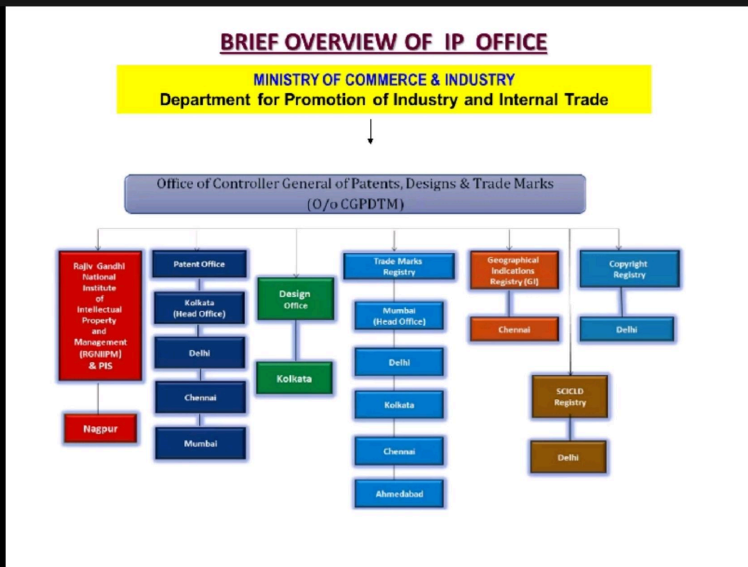 BRIEF OVERVIEW OF IP OFFICE
MINISTRY OF COMMERCE & INDUSTRY
Department for Promotion of Industry and Internal Trade
Office of Controller General of Patents, Designs & Trade Marks
(O/o CGPDTM)
Rajiv Gandhi
National
Institute
of
Intellectual
Property
and
Management
(RGNIIPM)
& PIS
Nagpur
Patent Office
Kolkata
(Head Office)
Delhi
Chennai
Mumbai
Design
Office
Kolkata
Trade Marks
Registry
Mumbai
(Head Office)
Delhi
Kolkata
Chennai
Ahmedabad
Geographical
Indications
Registry (GI)
Chennai
SCICLD
Registry
Delhi
Copyright
Registry
Delhi